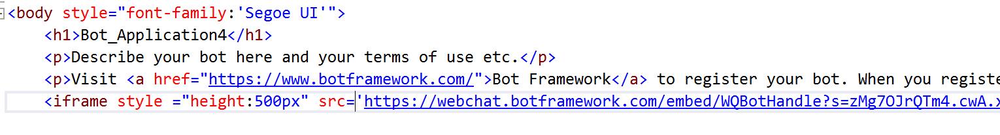 <body style="font-family:'Segoe UI'">
<h1>Bot_Application4</h1>
<p>Describe your bot here and your terms of use etc.</p>
<p>Visit <a href="https://www.botframework.com/">Bot Framework</a> to register your bot. When you registe
<iframe style ="height:500px" src='https://webchat.botframework.com/embed/WQBotHandle?s=zMg7OJrQTm4.cwA.x